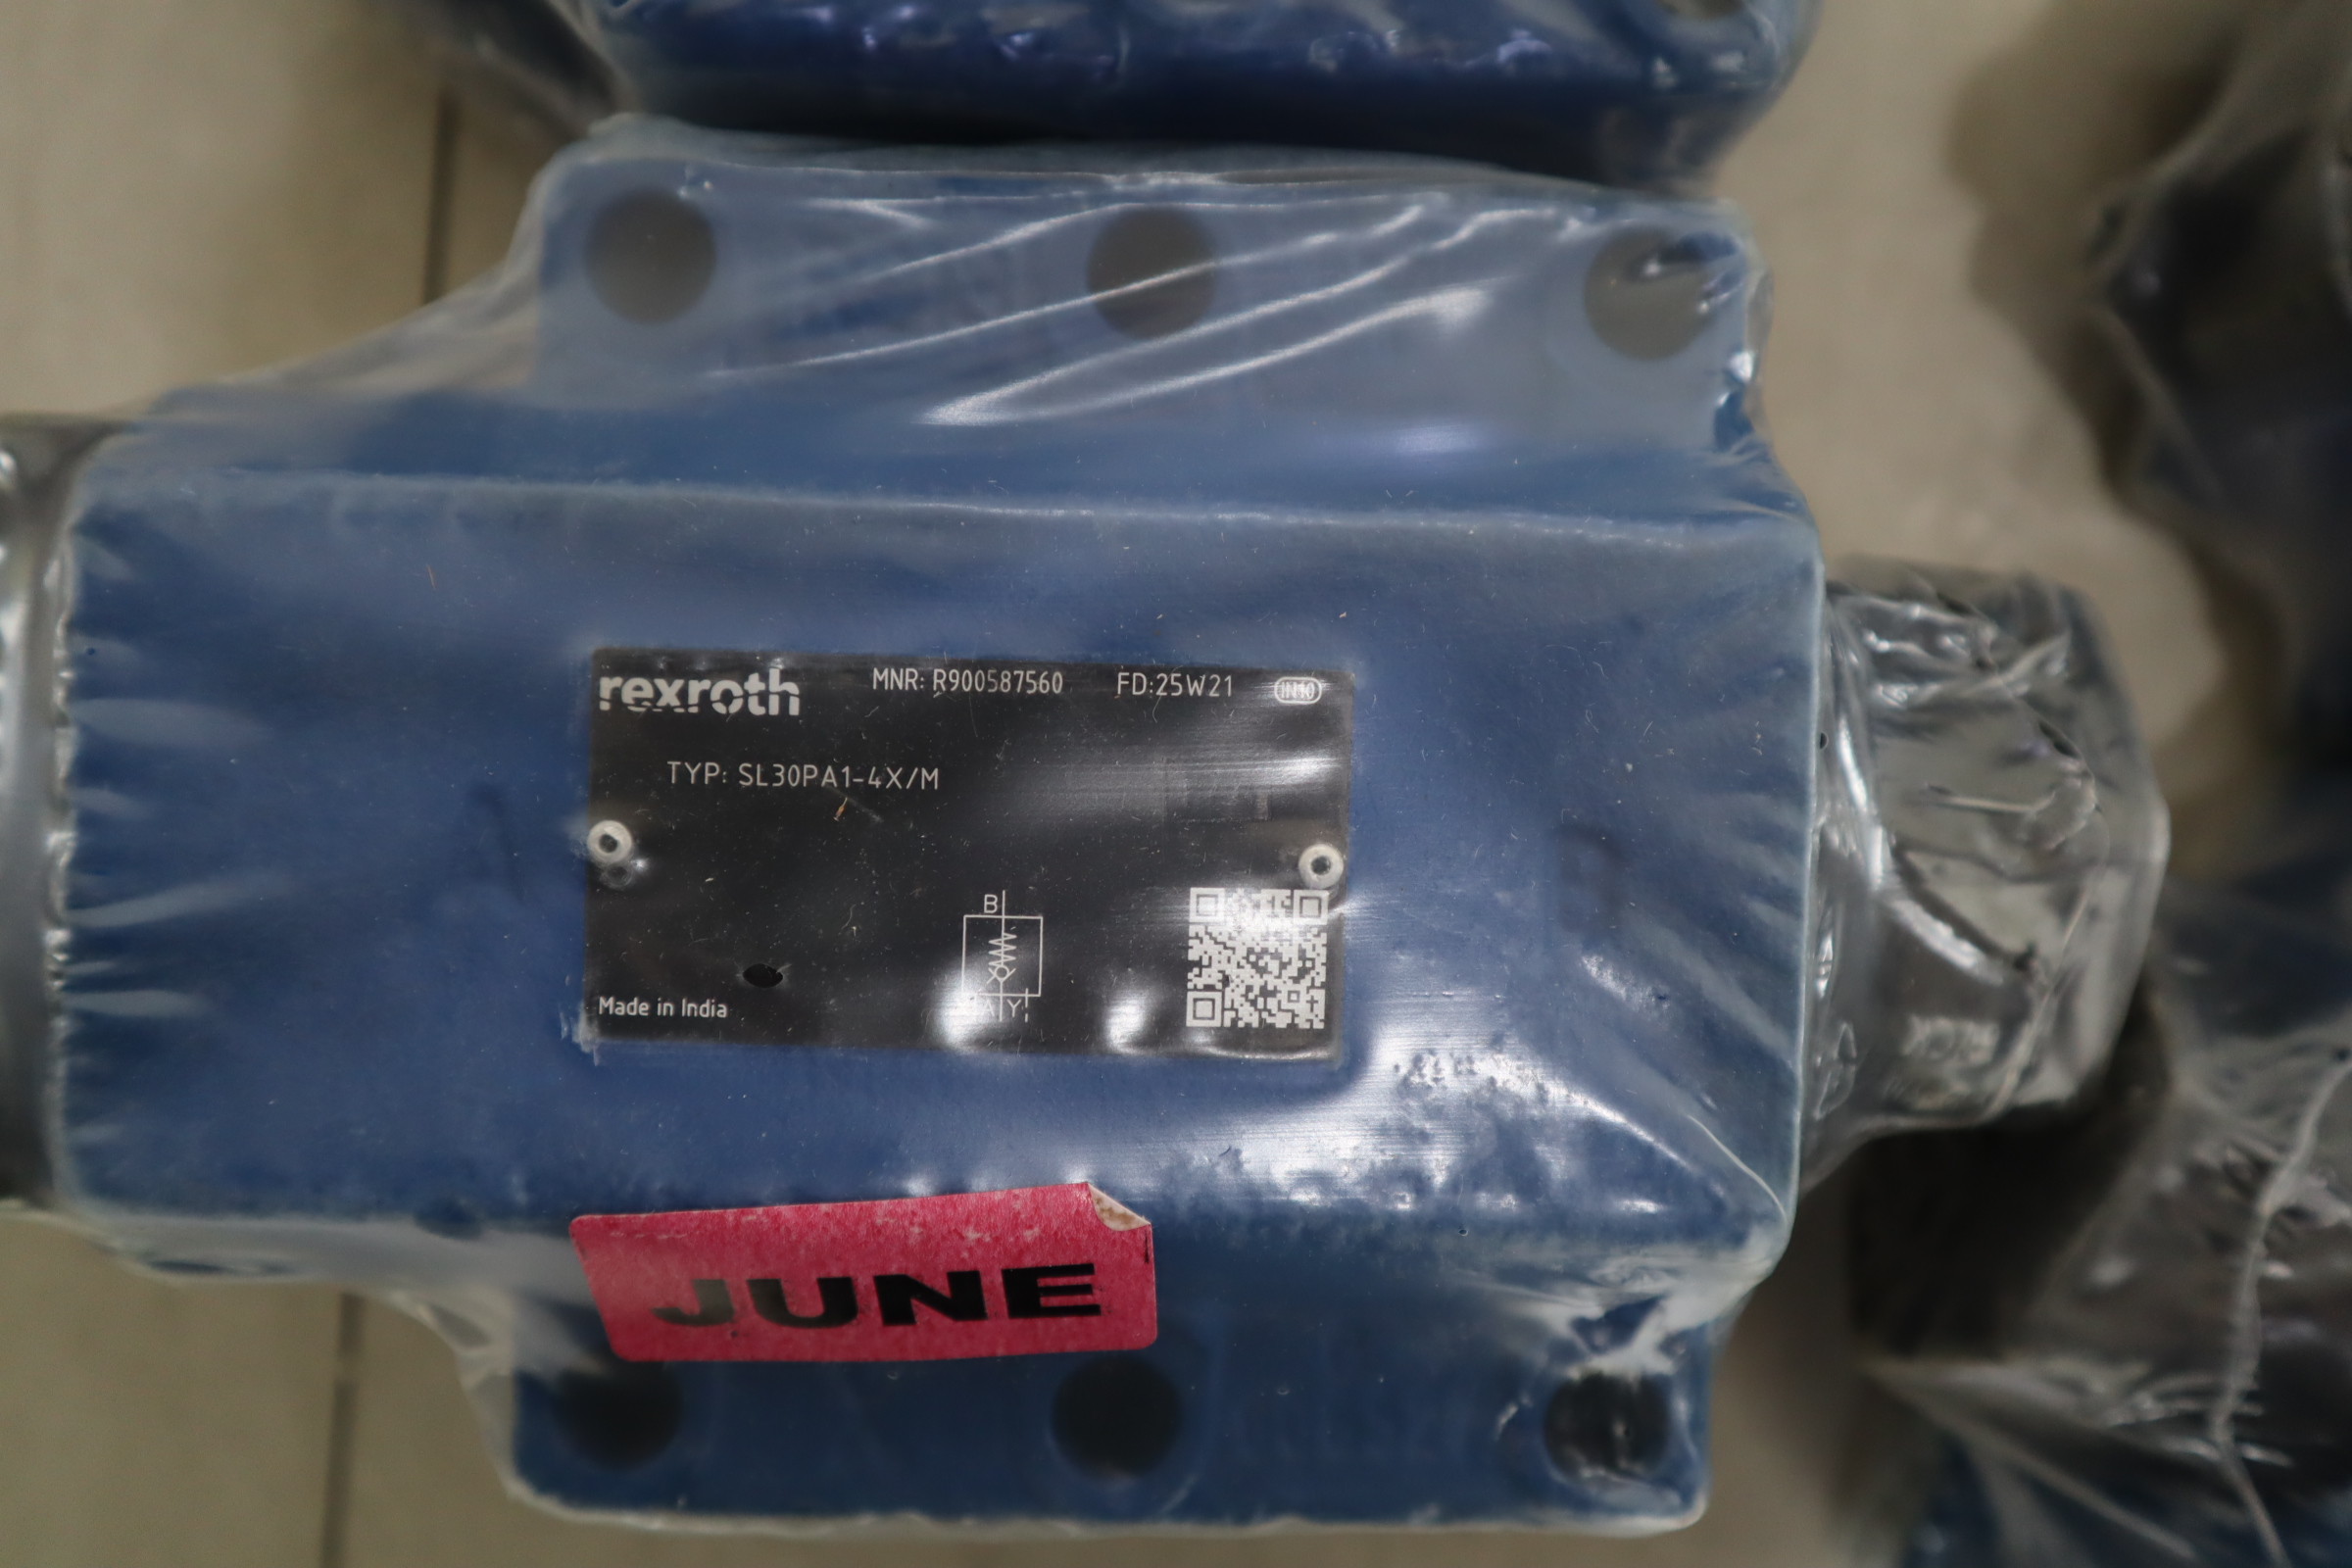 rexroth MNR: R900587560 FD:25W21 IN10
TYP: SL30PA1-4X/M
B
A Y
Made in India
JUNE